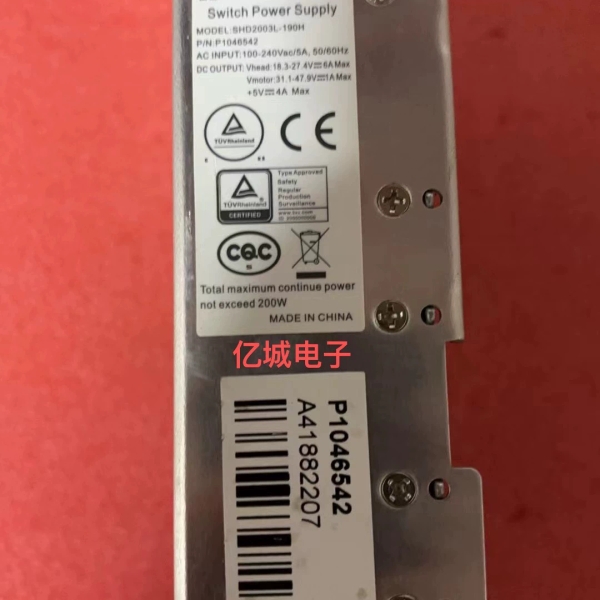 Switch Power Supply
MODEL: SHD2003L-190H
P/N:P1046542
AC INPUT:100-240Vac/5A, 50/60Hz
DC OUTPUT: Vhead: 18.3-27.4V⎓6A Max
Vmotor: 31.1-47.9V⎓1A Max
+5V⎓4A Max
TÜVRheinland
CE
TÜVRheinland
CERTIFIED
Type Approved
Safety
Regular
Production
Surveillance
CQC
Total maximum continue power
not exceed 200W
MADE IN CHINA
亿城电子
P1046542
A41882207